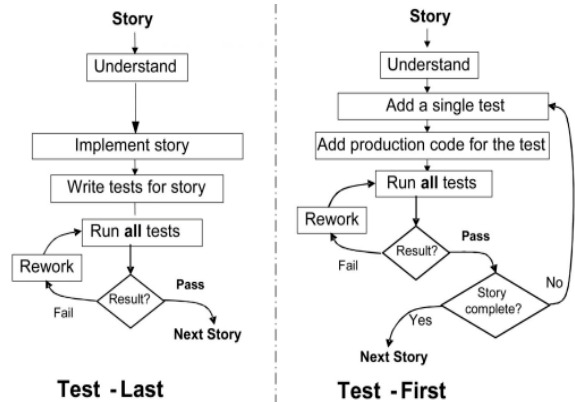 Story
Understand
Implement story
Write tests for story
Run all tests
Rework
Result?
Pass
Fail
Next Story
Test - Last
Story
Understand
Add a single test
Add production code for the test
Run all tests
Rework
Result?
Pass
Fail
Story
complete?
No
Yes
Next Story
Test - First